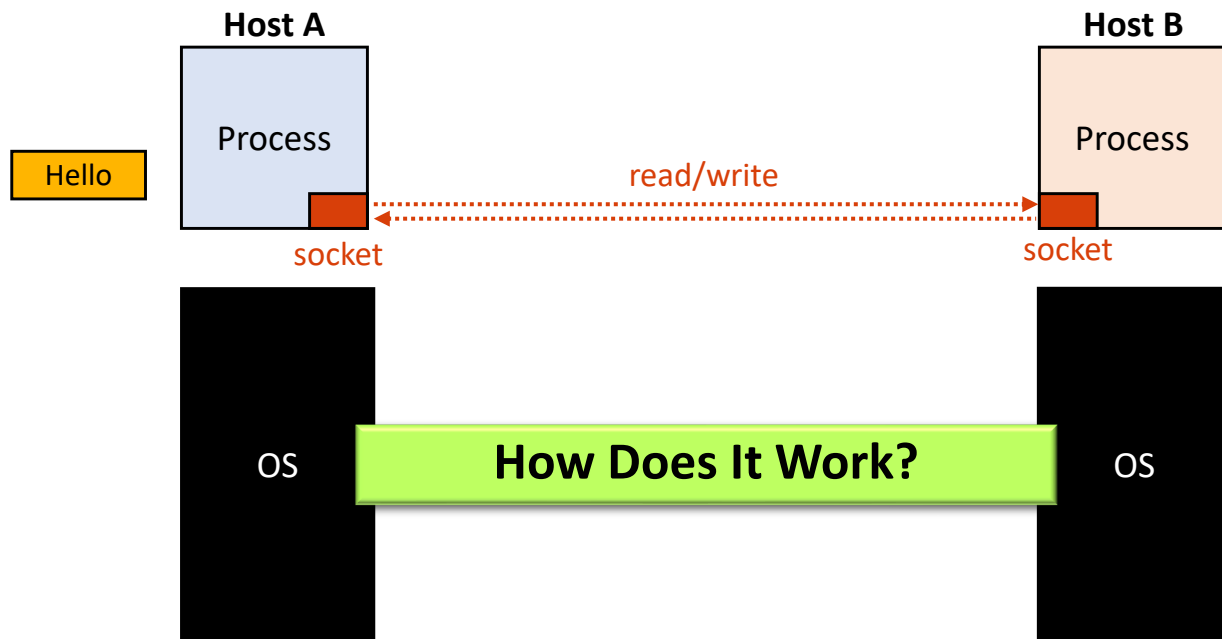 Host A
Host B
Process
Process
Hello
read/write
socket
socket
OS
How Does It Work?
OS